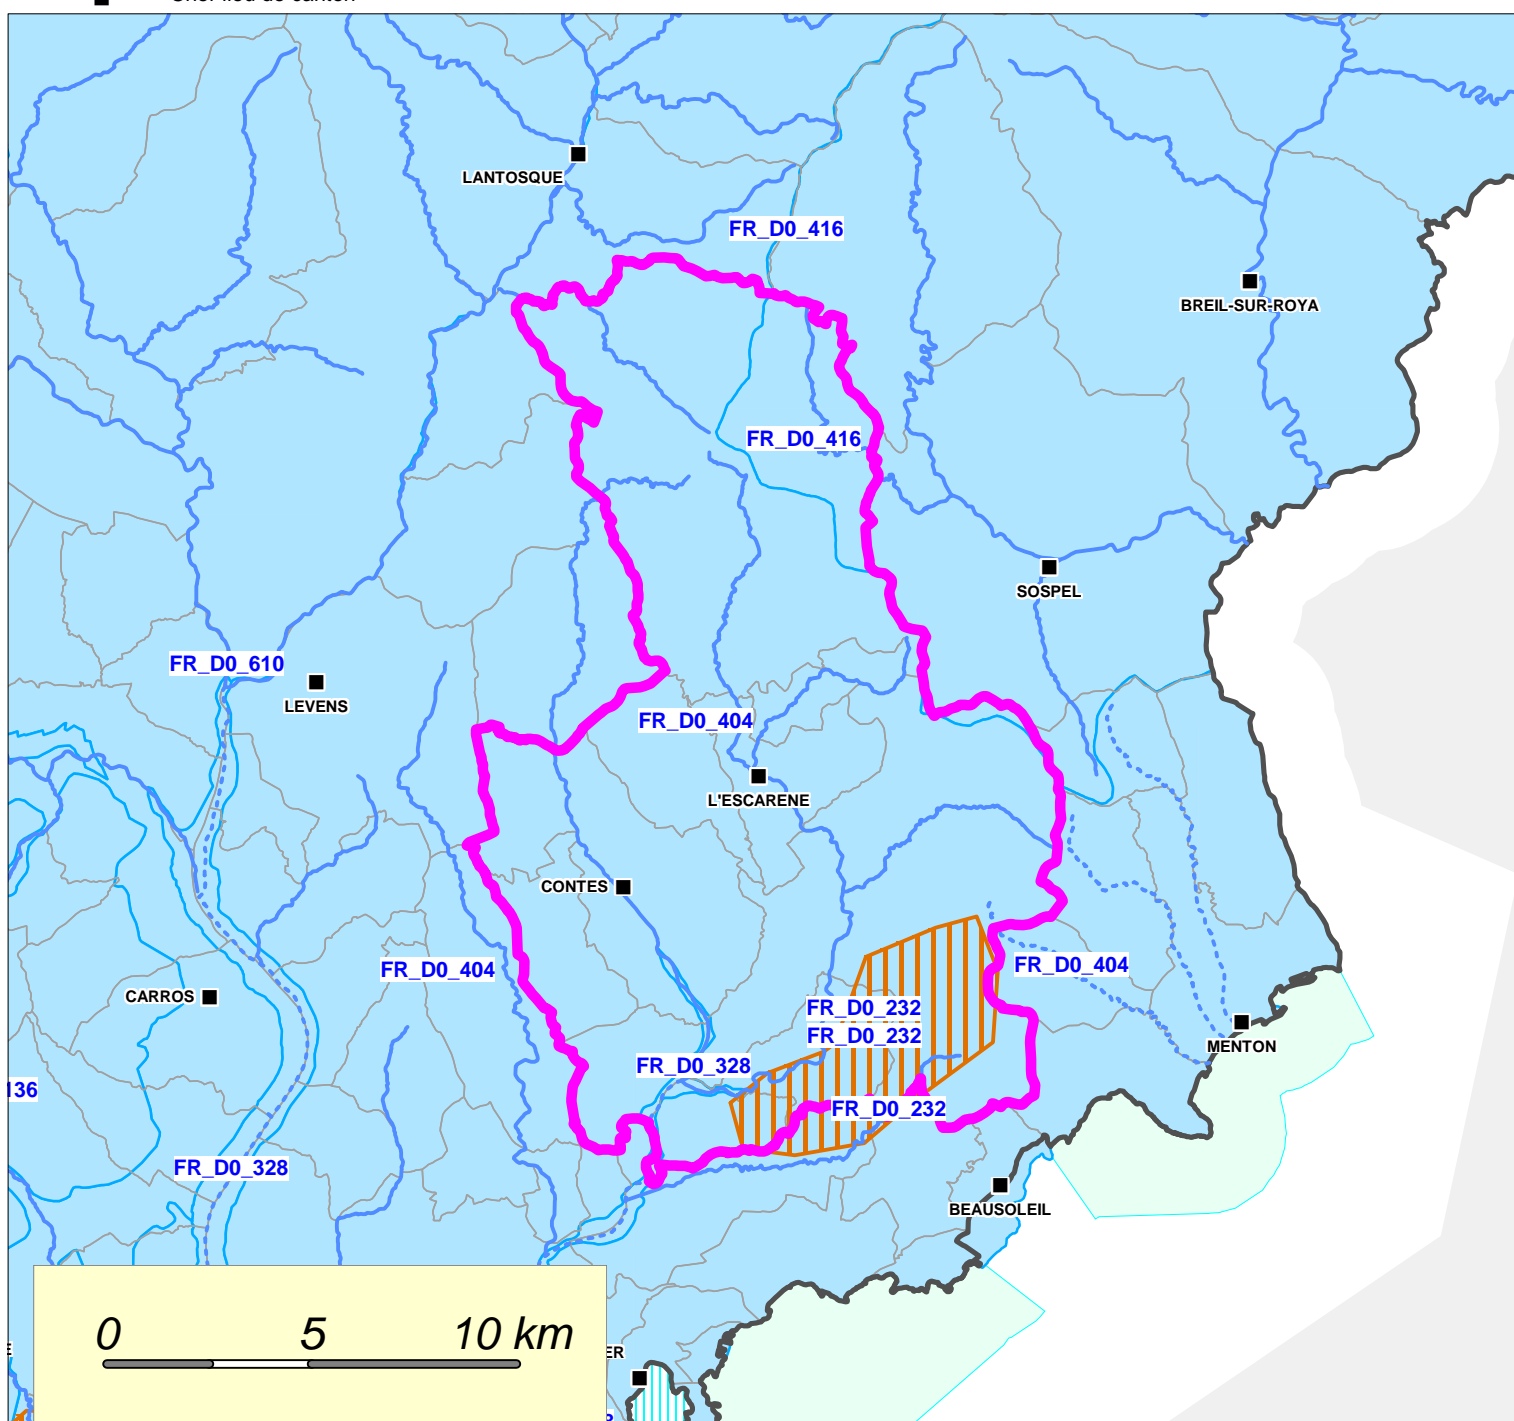 LANTOSQUE
FR_D0_416
BREIL-SUR-ROYA
FR_D0_416
SOSPEL
FR_D0_610
LEVENS
FR_D0_404
L'ESCARENE
CONTES
FR_D0_404
FR_D0_404
CARROS
FR_D0_232
FR_D0_232
MENTON
FR_D0_328
136
FR_D0_232
FR_D0_328
BEAUSOLEIL
0 5 10 km
ER